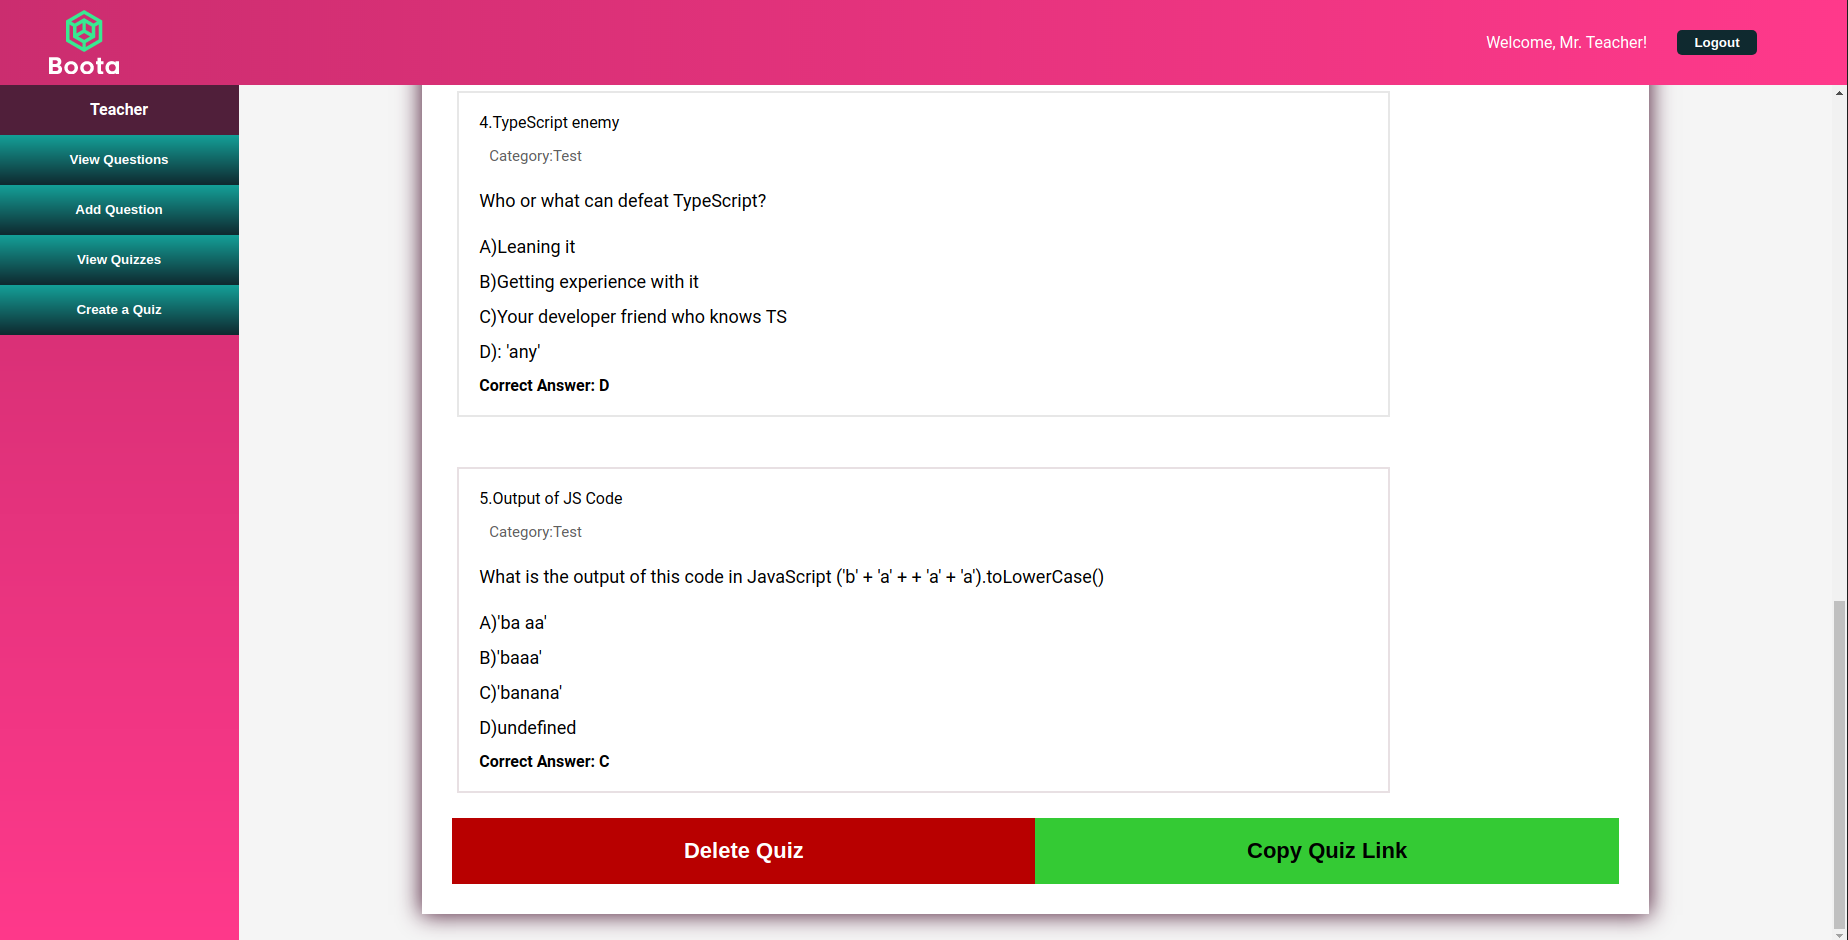 Boota
Welcome, Mr. Teacher!
Logout
Teacher
View Questions
Add Question
View Quizzes
Create a Quiz
4.TypeScript enemy
Category:Test
Who or what can defeat TypeScript?
A)Leaning it
B)Getting experience with it
C)Your developer friend who knows TS
D): 'any'
Correct Answer: D
5.Output of JS Code
Category:Test
What is the output of this code in JavaScript ('b' + 'a' + + 'a' + 'a').toLowerCase()
A)'ba aa'
B)'baaa'
C)'banana'
D)undefined
Correct Answer: C
Delete Quiz
Copy Quiz Link